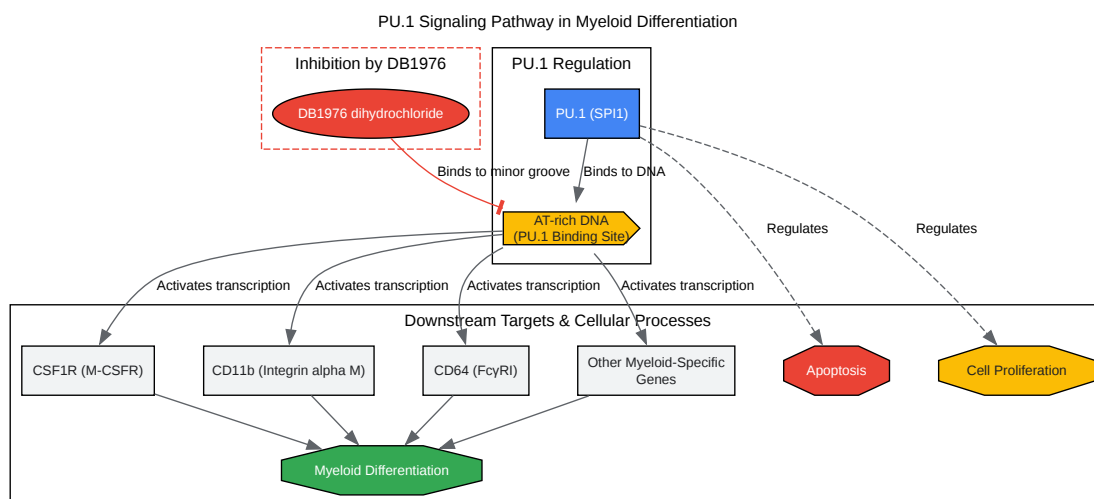 PU.1 Signaling Pathway in Myeloid Differentiation
Inhibition by DB1976
PU.1 Regulation
DB1976 dihydrochloride
PU.1 (SPI1)
Binds to minor groove
Binds to DNA
AT-rich DNA
(PU.1 Binding Site)
Regulates
Regulates
Activates transcription
Activates transcription
Activates transcription
Activates transcription
Downstream Targets & Cellular Processes
CSF1R (M-CSFR)
CD11b (Integrin alpha M)
CD64 (FcγRI)
Other Myeloid-Specific
Genes
Apoptosis
Cell Proliferation
Myeloid Differentiation